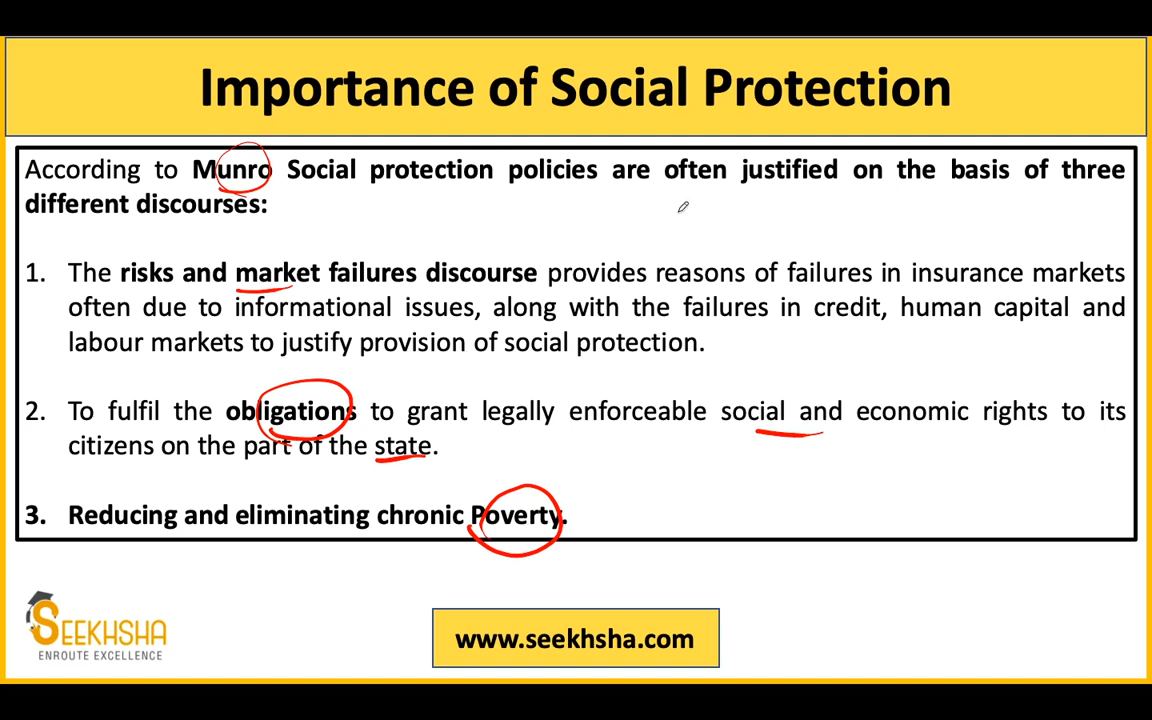 Importance of Social Protection
According to Munro Social protection policies are often justified on the basis of three
different discourses:
1. The risks and market failures discourse provides reasons of failures in insurance markets
often due to informational issues, along with the failures in credit, human capital and
labour markets to justify provision of social protection.
2. To fulfil the obligations to grant legally enforceable social and economic rights to its
citizens on the part of the state.
3. Reducing and eliminating chronic Poverty.
SEEKHSHA
ENROUTE EXCELLENCE
www.seekhsha.com